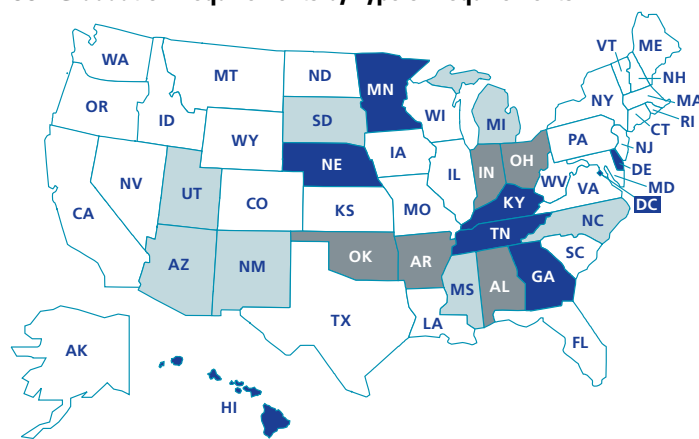 VT
ME
WA
MT
ND
MN
NH
MA
OR
ID
SD
WI
NY
RI
MI
CT
WY
IA
PA
NJ
NE
OH
DE
IN
IL
NV
UT
WV
MD
CO
VA
CA
KS
MO
KY
DC
NC
TN
AZ
NM
OK
AR
SC
MS
AL
GA
TX
LA
FL
AK
HI